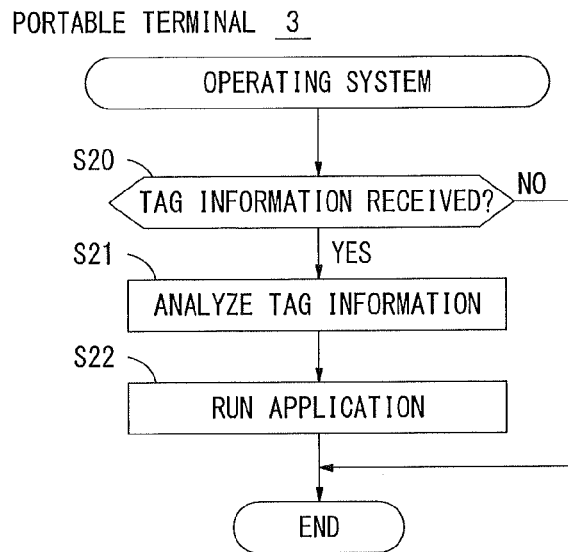 PORTABLE TERMINAL 3
OPERATING SYSTEM
S20
TAG INFORMATION RECEIVED?
NO
YES
S21
ANALYZE TAG INFORMATION
S22
RUN APPLICATION
END